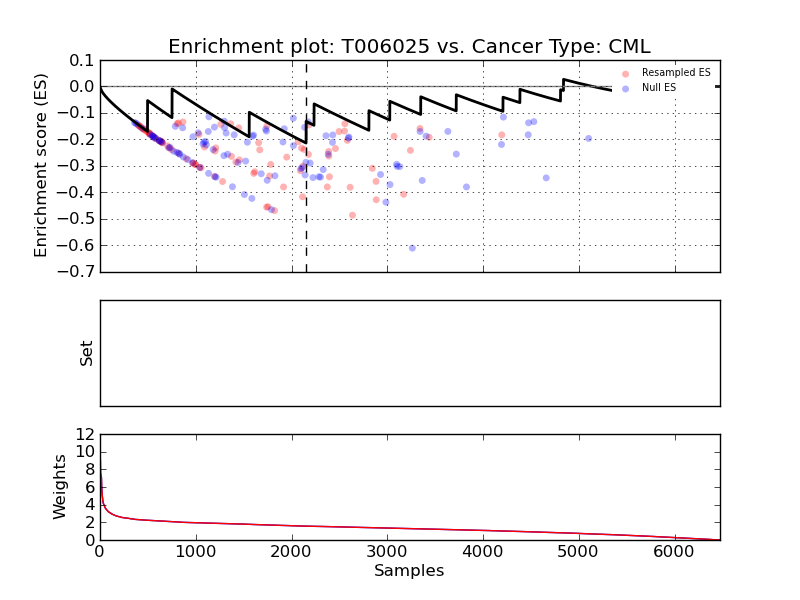 Enrichment plot: T006025 vs. Cancer Type: CML
Enrichment score (ES)
0.1
0.0
−0.1
−0.2
−0.3
−0.4
−0.5
−0.6
−0.7
Resampled ES
Null ES
Set
Weights
12
10
8
6
4
2
0
0 1000 2000 3000 4000 5000 6000
Samples